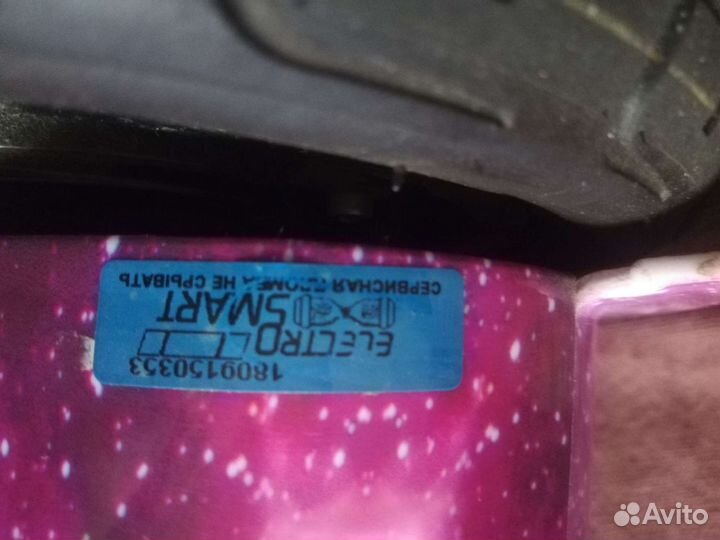 1809150353
ELECTRO
SMART
СЕРВИСНАЯ ПЛОМБА НЕ СРЫВАТЬ
Avito